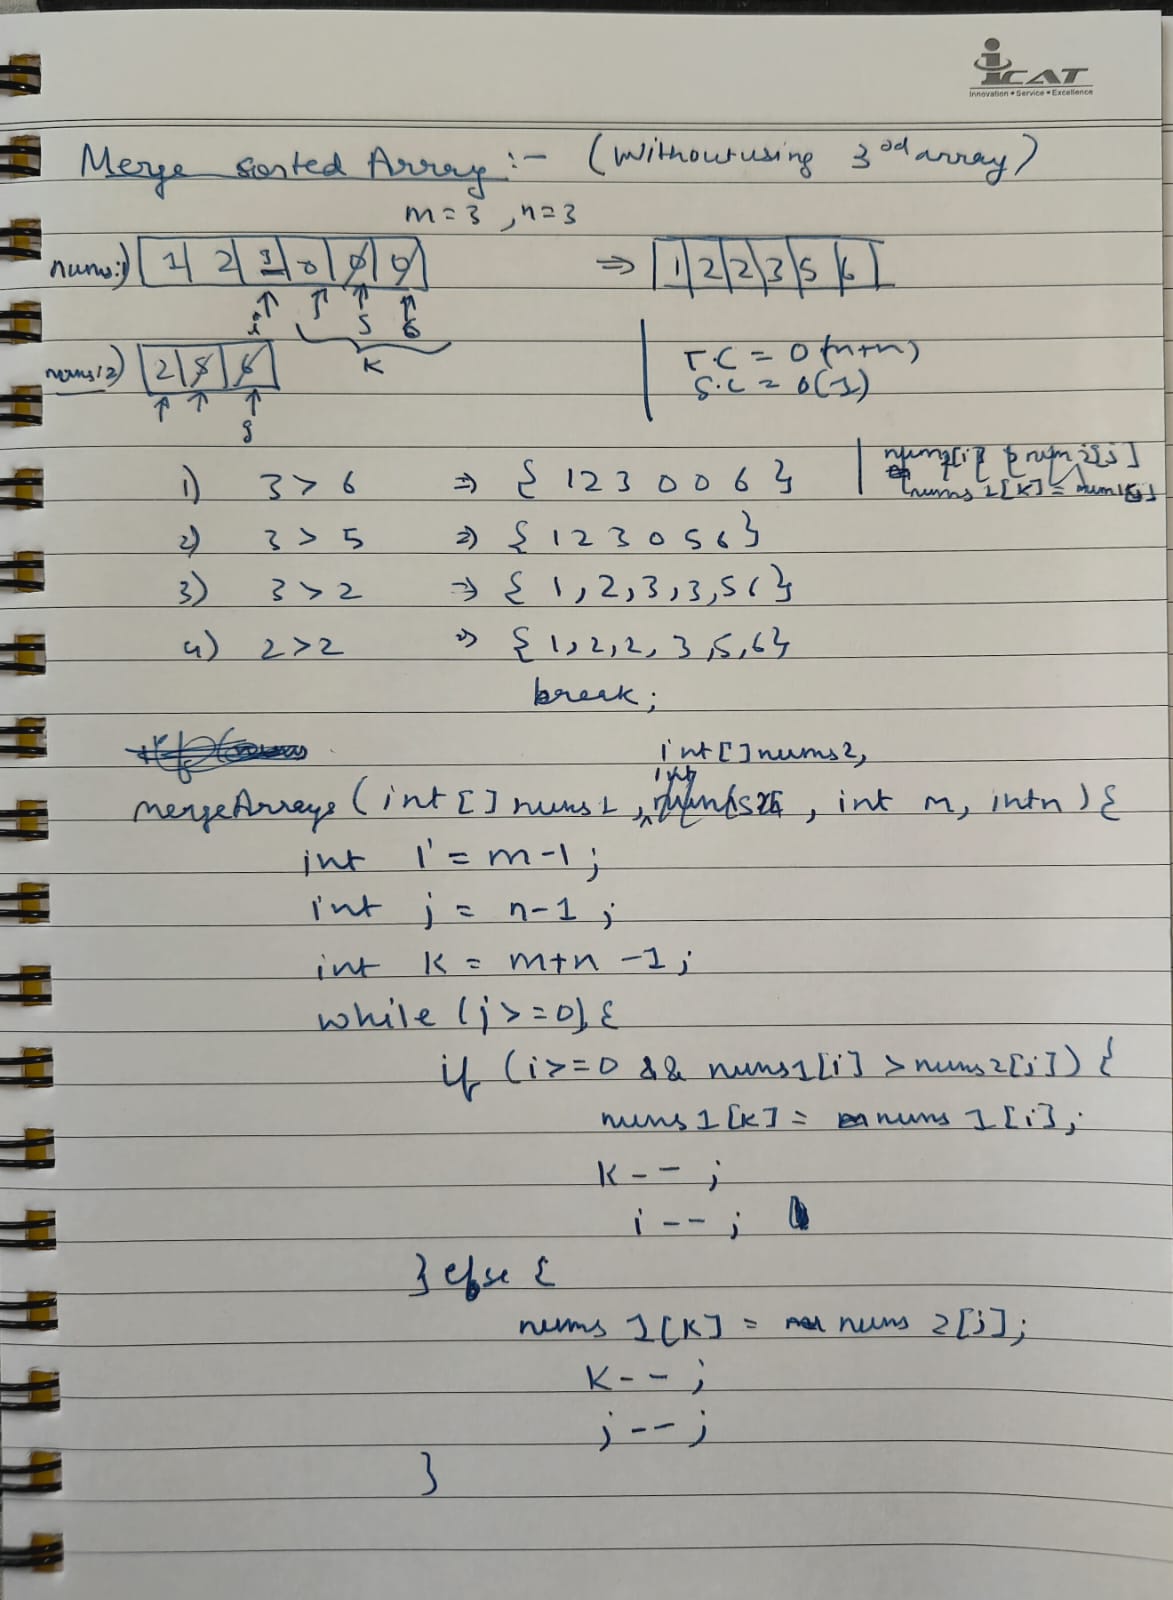 iCAT
Innovation • Service • Excellence
Merge sorted Array :- (Without using 3rd array)
m=3 , n=3
nums1) [1| 2| 3| 0| 0| 0] ⇒ [1|2|2|3|5|6]
↑ ↑ ↑ ↑
i 5 6
k
nums2) [2|5|6]
↑ ↑ ↑
j
T.C = O(m+n)
S.C = O(1)
1) 3 > 6 ⇒ { 1 2 3 0 0 6 }
nums1[k] = nums1[i]
2) 3 > 5 ⇒ { 1 2 3 0 5 6 }
3) 3 > 2 ⇒ { 1, 2, 3, 3, 5 6 }
4) 2 > 2 ⇒ { 1, 2, 2, 3, 5, 6 }
break;
int [] nums2,
mergeArrays (int [] nums1, , int m, int n) {
int i = m-1;
int j = n-1;
int k = m+n-1;
while (j >= 0) {
if (i >= 0 && nums1[i] > nums2[j]) {
nums1[k] = nums1[i];
k--;
i--;
} else {
nums1[k] = nums2[j];
k--;
j--;
}